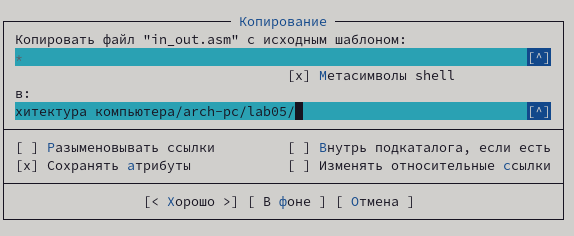 Копирование
Копировать файл "in_out.asm" с исходным шаблоном:
* [^]
[x] Метасимволы shell
в:
хитектура компьютера/arch-pc/lab05/ [^]
[ ] Разыменовывать ссылки [ ] Внутрь подкаталога, если есть
[x] Сохранять атрибуты [ ] Изменять относительные ссылки
[< Хорошо >] [ В фоне ] [ Отмена ]